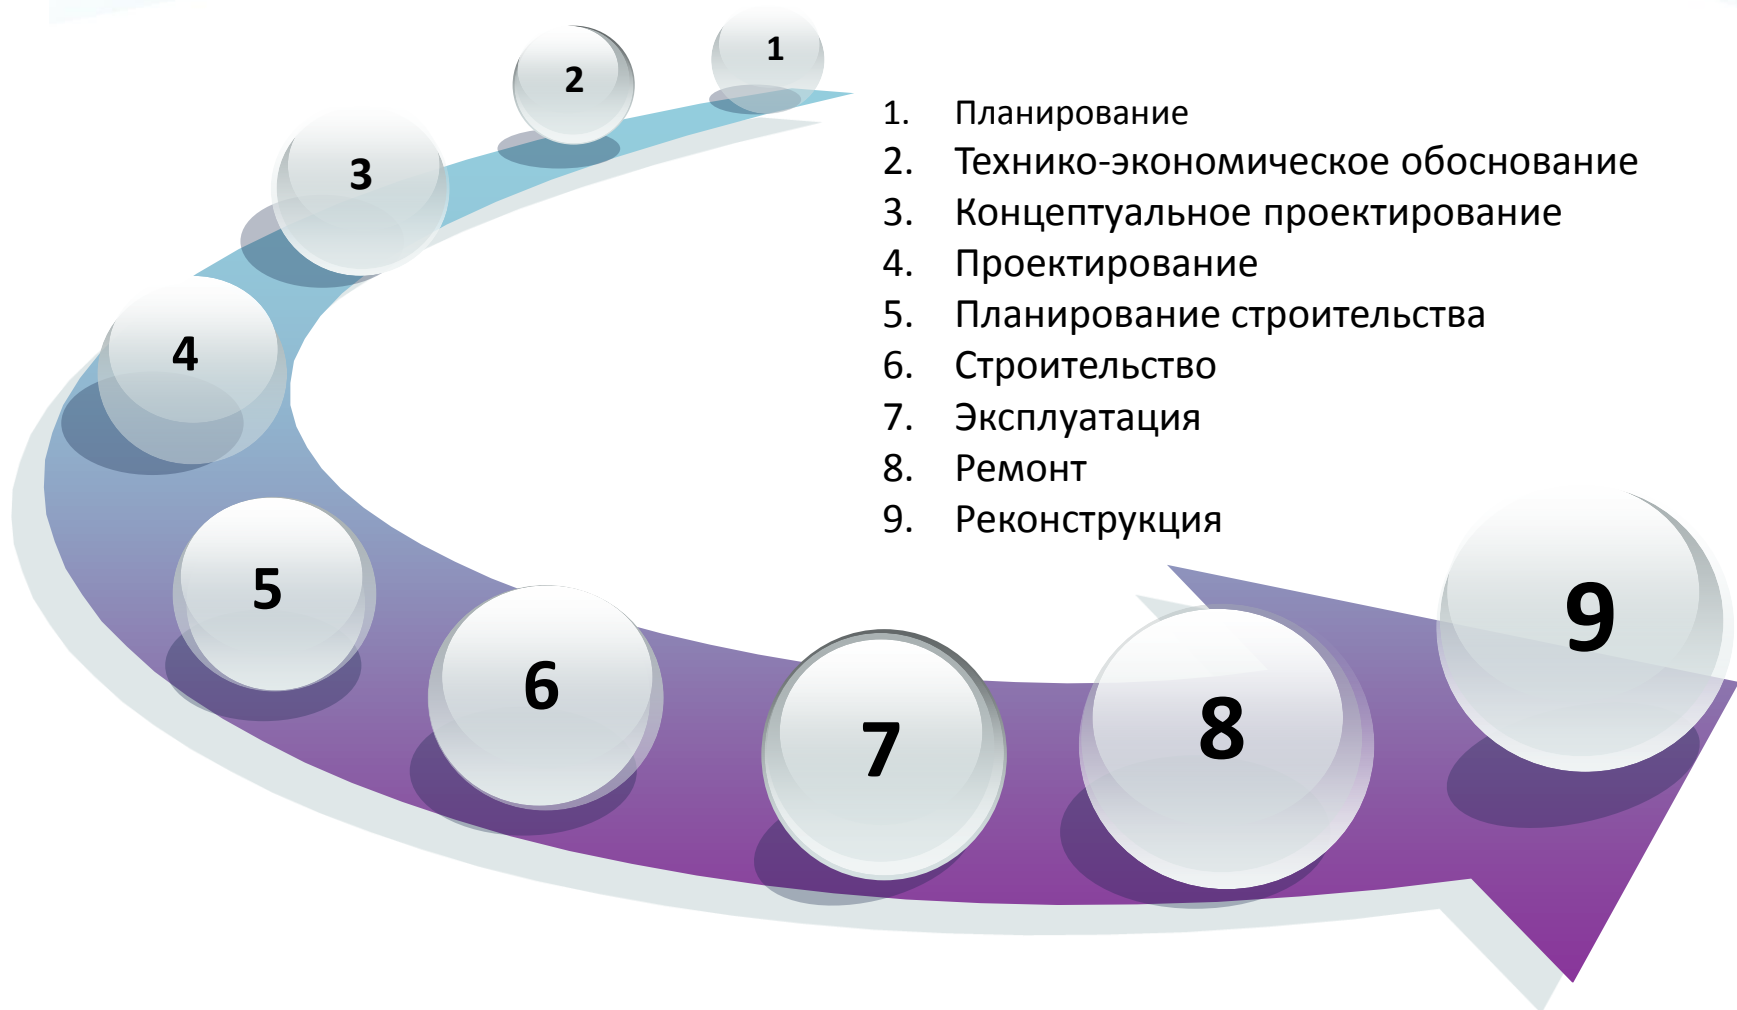 1
2
3
4
5
6
7
8
9
1. Планирование
2. Технико-экономическое обоснование
3. Концептуальное проектирование
4. Проектирование
5. Планирование строительства
6. Строительство
7. Эксплуатация
8. Ремонт
9. Реконструкция